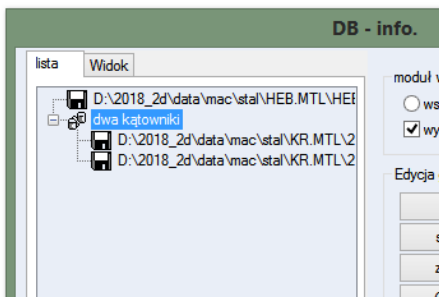 DB - info.
lista
Widok
moduł
D:\2018_2d\data\mac\stal\HEB.MTL\HEB
dwa kątowniki
D:\2018_2d\data\mac\stal\KR.MTL\2
D:\2018_2d\data\mac\stal\KR.MTL\2
ws
wy
Edycja
s
z